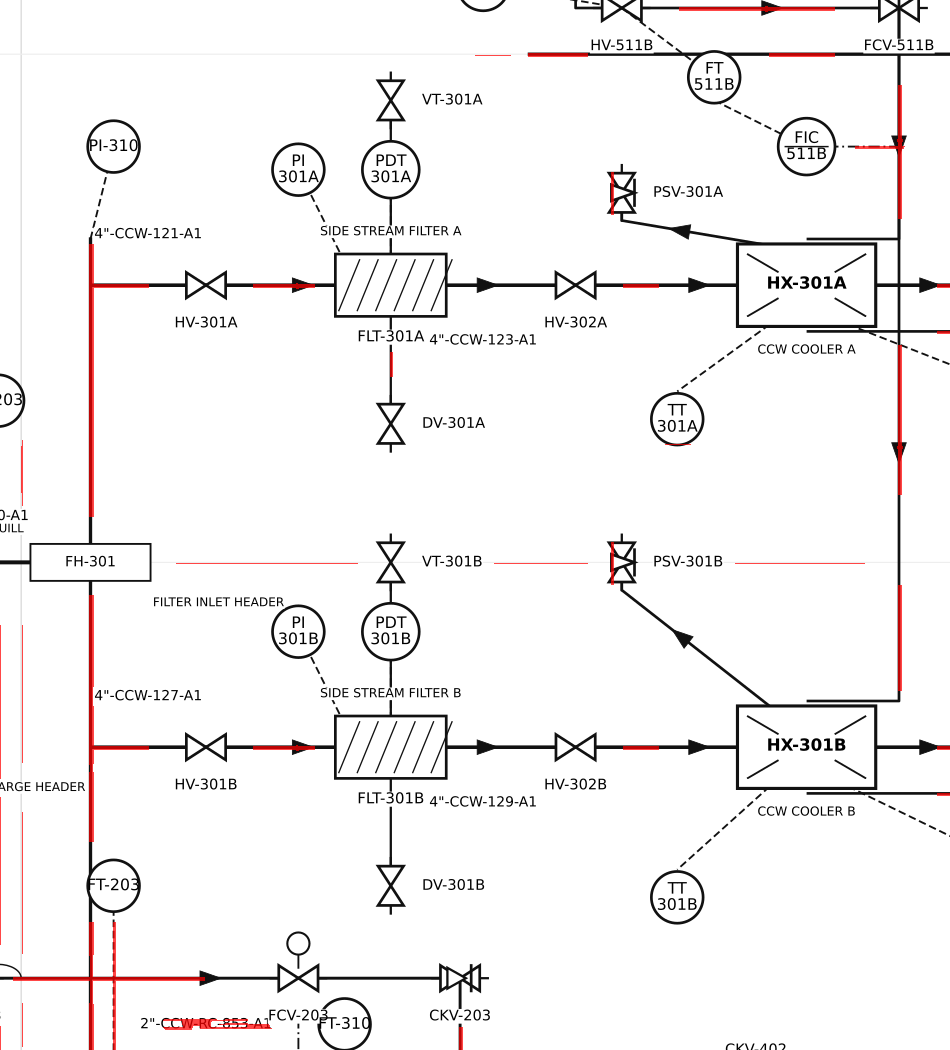 HV-511B
FCV-511B
FT
511B
VT-301A
FIC
511B
PI-310
PI
301A
PDT
301A
PSV-301A
4"-CCW-121-A1
SIDE STREAM FILTER A
HX-301A
HV-301A
HV-302A
FLT-301A
4"-CCW-123-A1
CCW COOLER A
203
TT
301A
DV-301A
0-A1
UILL
FH-301
VT-301B
PSV-301B
FILTER INLET HEADER
PI
301B
PDT
301B
4"-CCW-127-A1
SIDE STREAM FILTER B
HX-301B
HV-301B
HV-302B
ARGE HEADER
FLT-301B
4"-CCW-129-A1
CCW COOLER B
FT-203
DV-301B
TT
301B
FCV-203
CKV-203
2"-CCW-RC-853-A1
FT-310
CKV-402